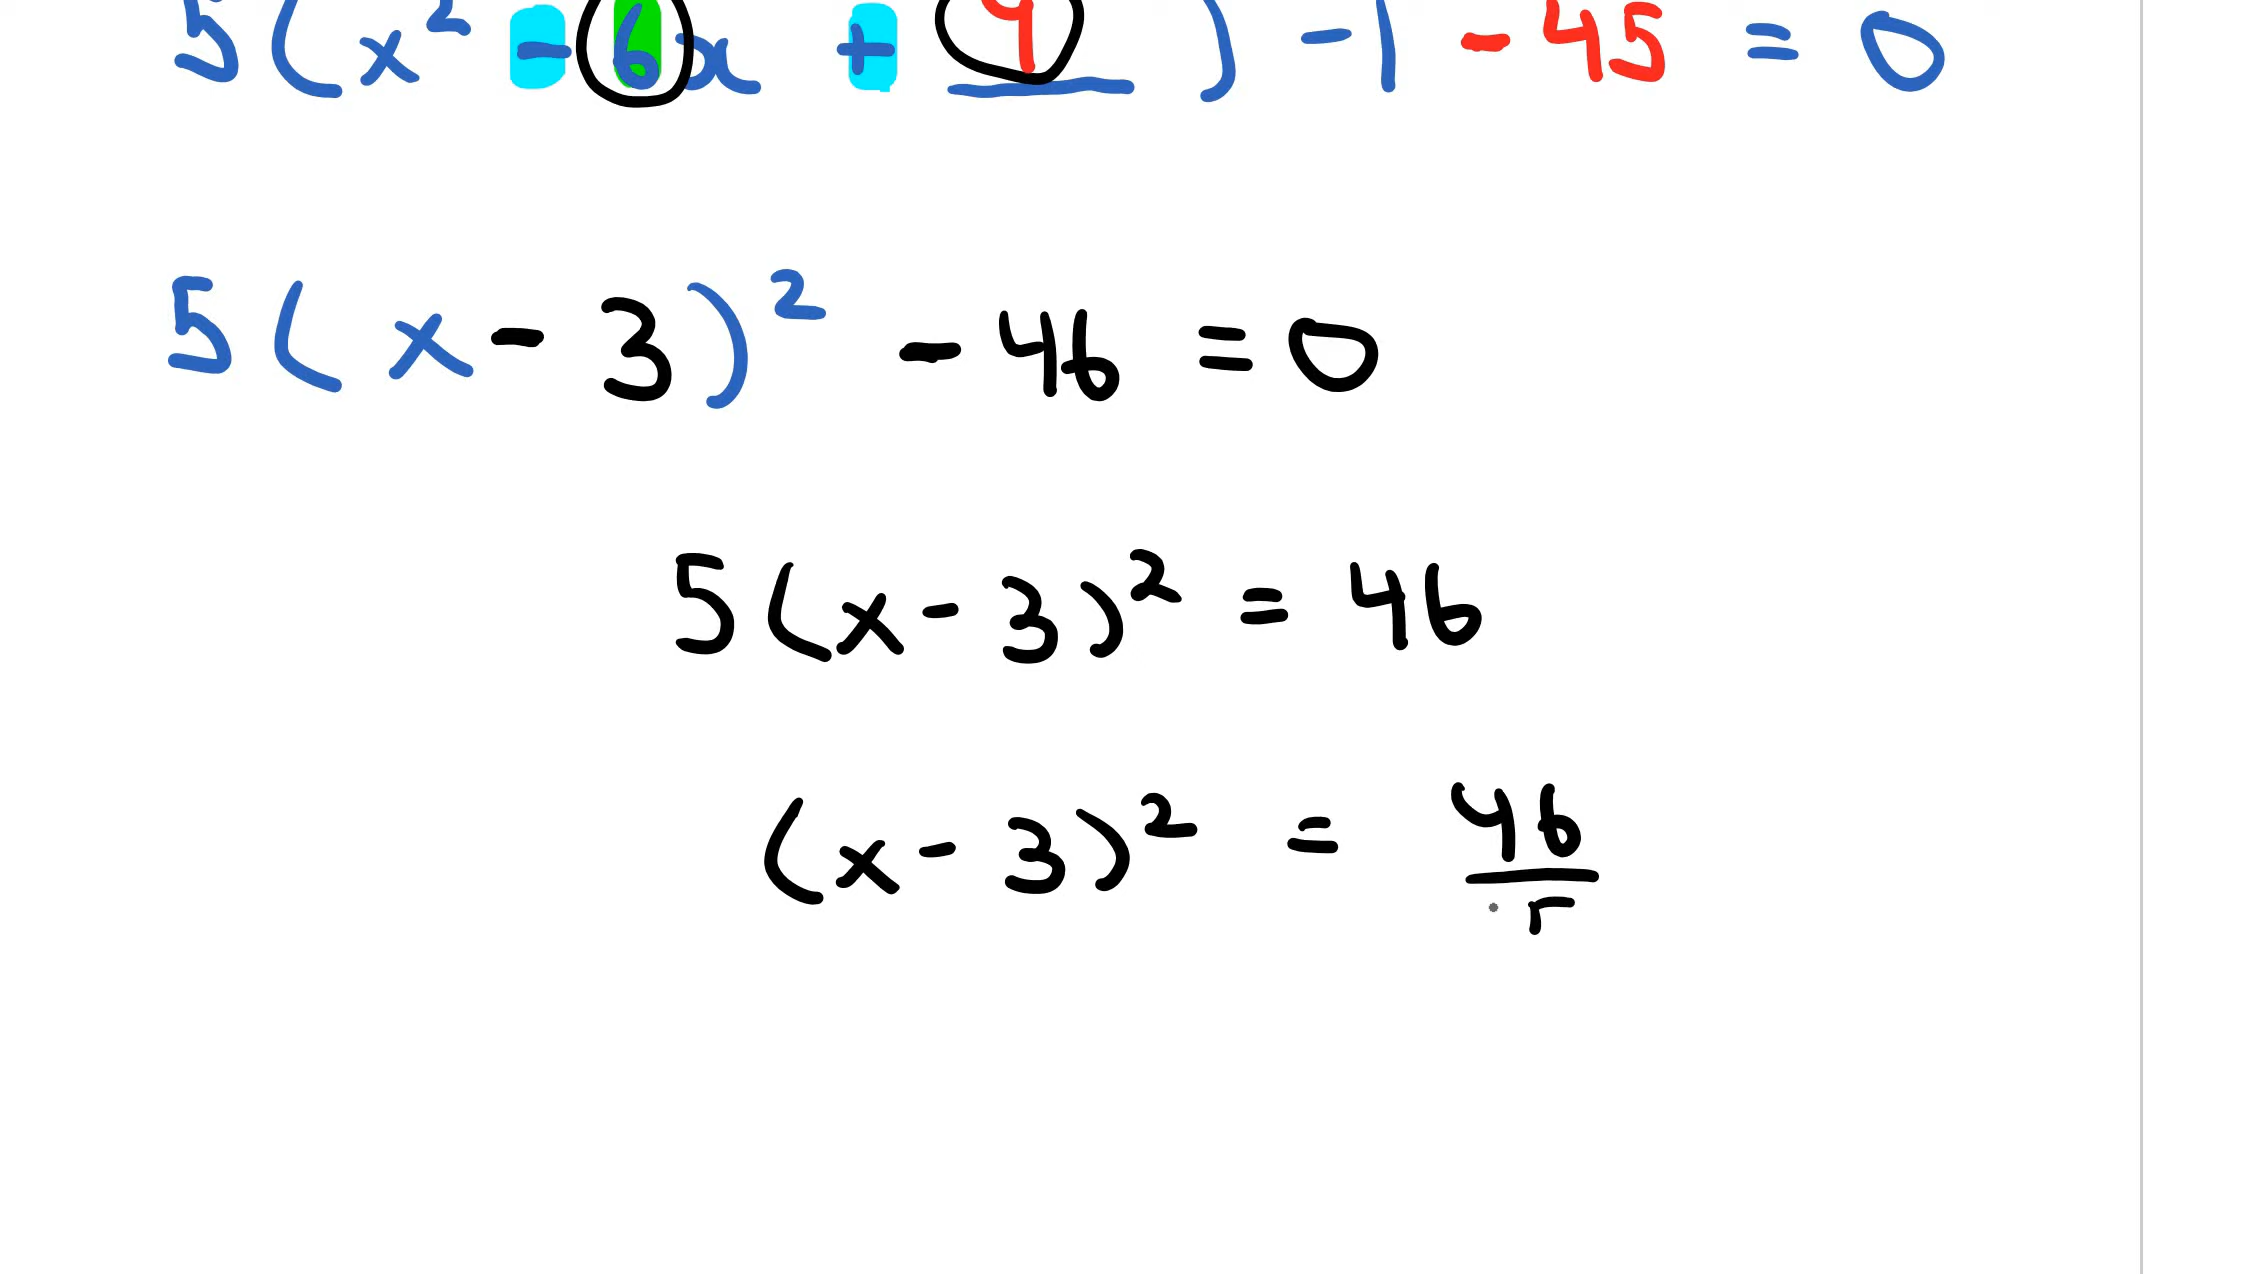 5(x² - 6x + 9) - 1 - 45 = 0
5(x - 3)² - 46 = 0
5(x - 3)² = 46
(x - 3)² = 46/